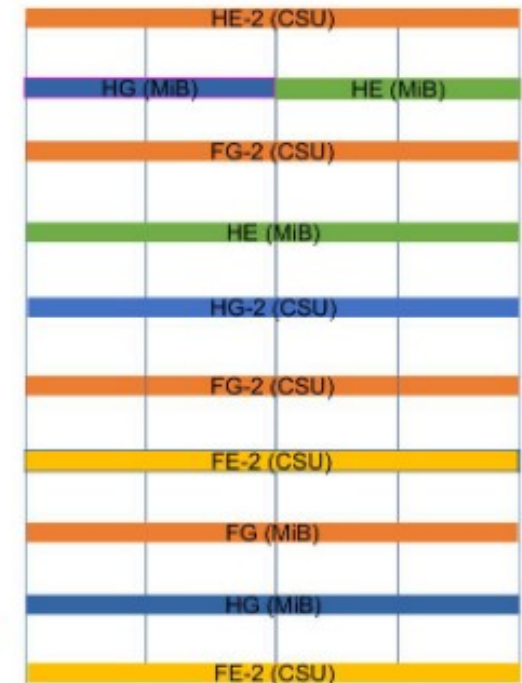 HE-2 (CSU)
HG (MiB) HE (MiB)
FG-2 (CSU)
HE (MiB)
HG-2 (CSU)
FG-2 (CSU)
FE-2 (CSU)
FG (MiB)
HG (MiB)
FE-2 (CSU)